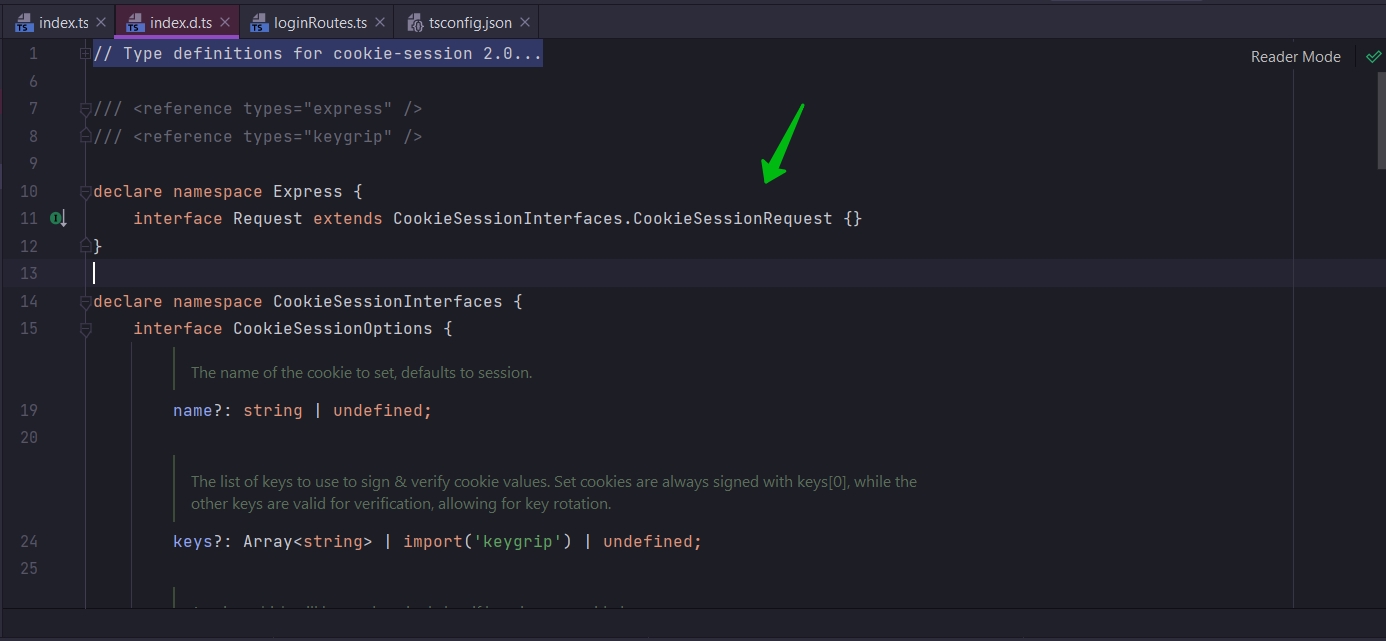 index.ts index.d.ts loginRoutes.ts tsconfig.json
Reader Mode
1 // Type definitions for cookie-session 2.0...
6
7 /// <reference types="express" />
8 /// <reference types="keygrip" />
9
10 declare namespace Express {
11     interface Request extends CookieSessionInterfaces.CookieSessionRequest {}
12 }
13
14 declare namespace CookieSessionInterfaces {
15     interface CookieSessionOptions {
The name of the cookie to set, defaults to session.
19         name?: string | undefined;
20
The list of keys to use to sign & verify cookie values. Set cookies are always signed with keys[0], while the
other keys are valid for verification, allowing for key rotation.
24         keys?: Array<string> | import('keygrip') | undefined;
25